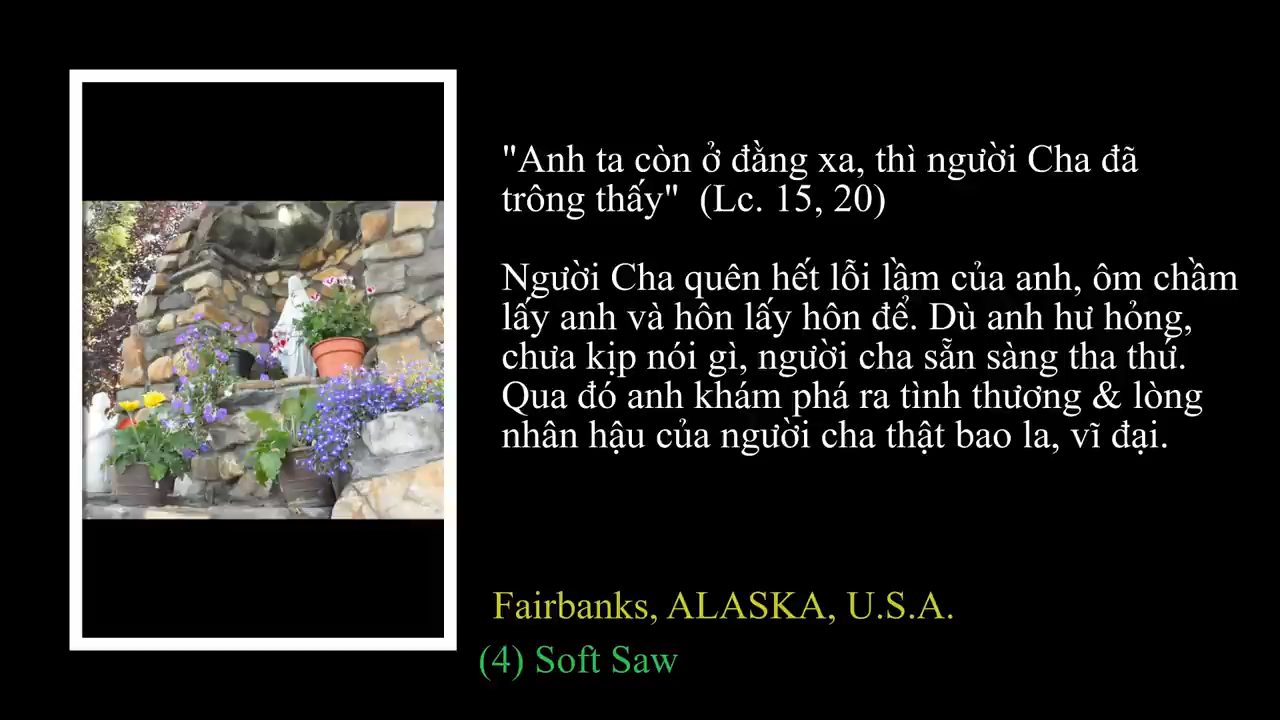 "Anh ta còn ở đằng xa, thì người Cha đã
trông thấy"  (Lc. 15, 20)
Người Cha quên hết lỗi lầm của anh, ôm chầm
lấy anh và hôn lấy hôn để. Dù anh hư hỏng,
chưa kịp nói gì, người cha sẵn sàng tha thứ.
Qua đó anh khám phá ra tình thương & lòng
nhân hậu của người cha thật bao la, vĩ đại.
Fairbanks, ALASKA, U.S.A.
(4) Soft Saw